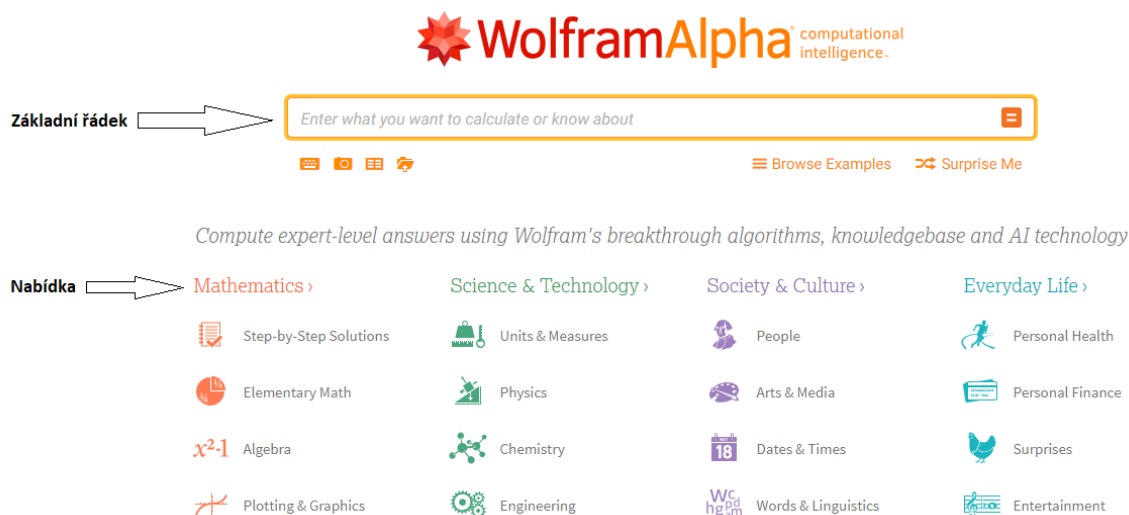 WolframAlpha computational intelligence.
Základní řádek
Enter what you want to calculate or know about
Browse Examples Surprise Me
Compute expert-level answers using Wolfram's breakthrough algorithms, knowledgebase and AI technology
Nabídka
Mathematics › Science & Technology › Society & Culture › Everyday Life ›
Step-by-Step Solutions Units & Measures People Personal Health
Elementary Math Physics Arts & Media Personal Finance
x²-1 Algebra Chemistry 18 Dates & Times Surprises
Plotting & Graphics Engineering Words & Linguistics Entertainment